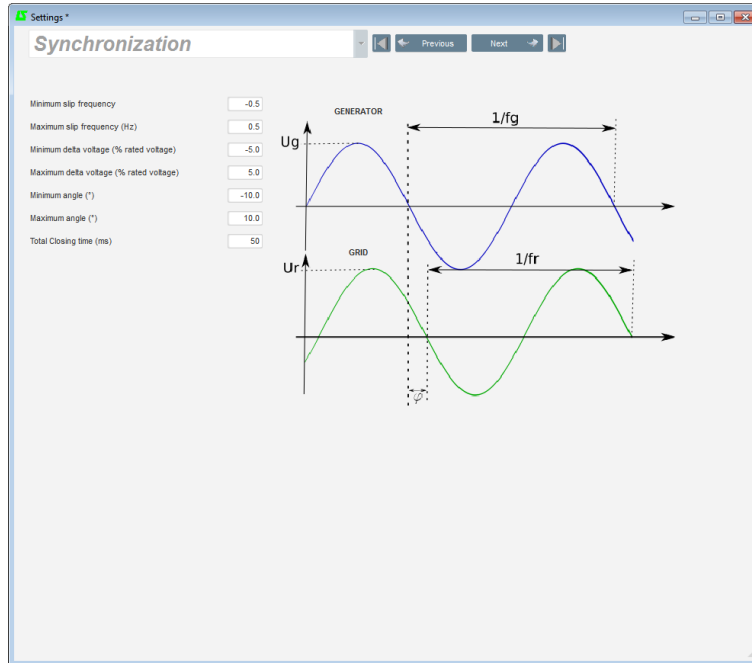 Settings *
Synchronization
Previous
Next
Minimum slip frequency
-0.5
Maximum slip frequency (Hz)
0.5
Minimum delta voltage (% rated voltage)
-5.0
Maximum delta voltage (% rated voltage)
5.0
Minimum angle (°)
-10.0
Maximum angle (°)
10.0
Total Closing time (ms)
50
GENERATOR
1/fg
Ug
GRID
1/fr
Ur
φ